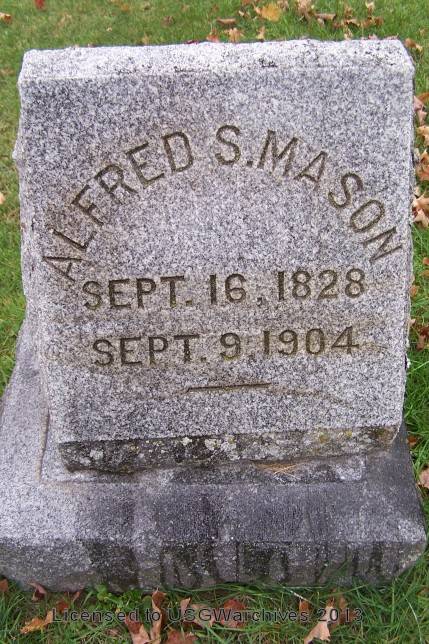 ALFRED S. MASON
SEPT. 16, 1828
SEPT. 9, 1904
Licensed to USGWarchives 2013